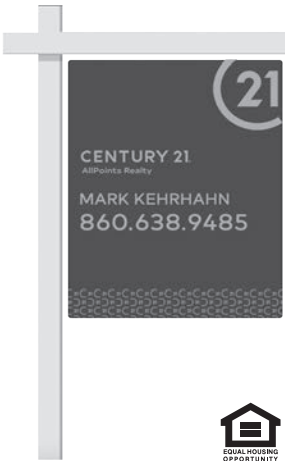 21
CENTURY 21
AllPoints Realty
MARK KEHRHAHN
860.638.9485
EQUAL HOUSING
OPPORTUNITY